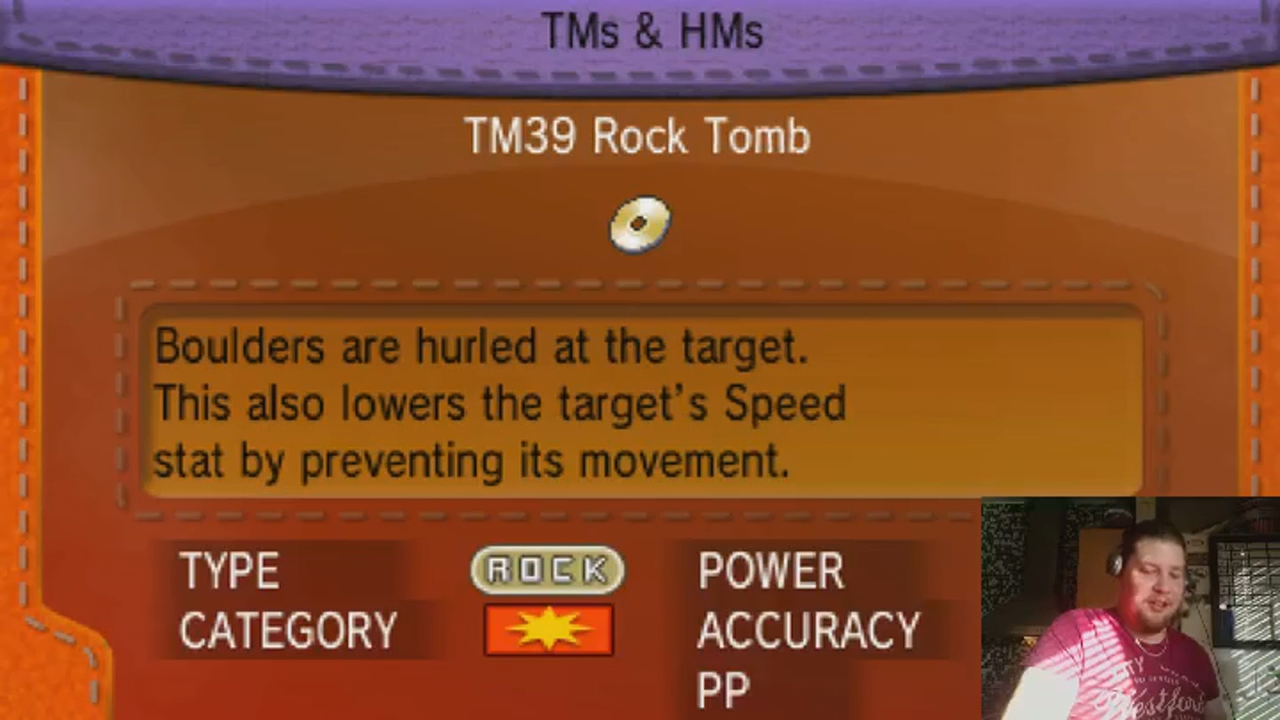 TMs & HMs
TM39 Rock Tomb
Boulders are hurled at the target.
This also lowers the target's Speed
stat by preventing its movement.
TYPE ROCK POWER
CATEGORY ACCURACY
PP